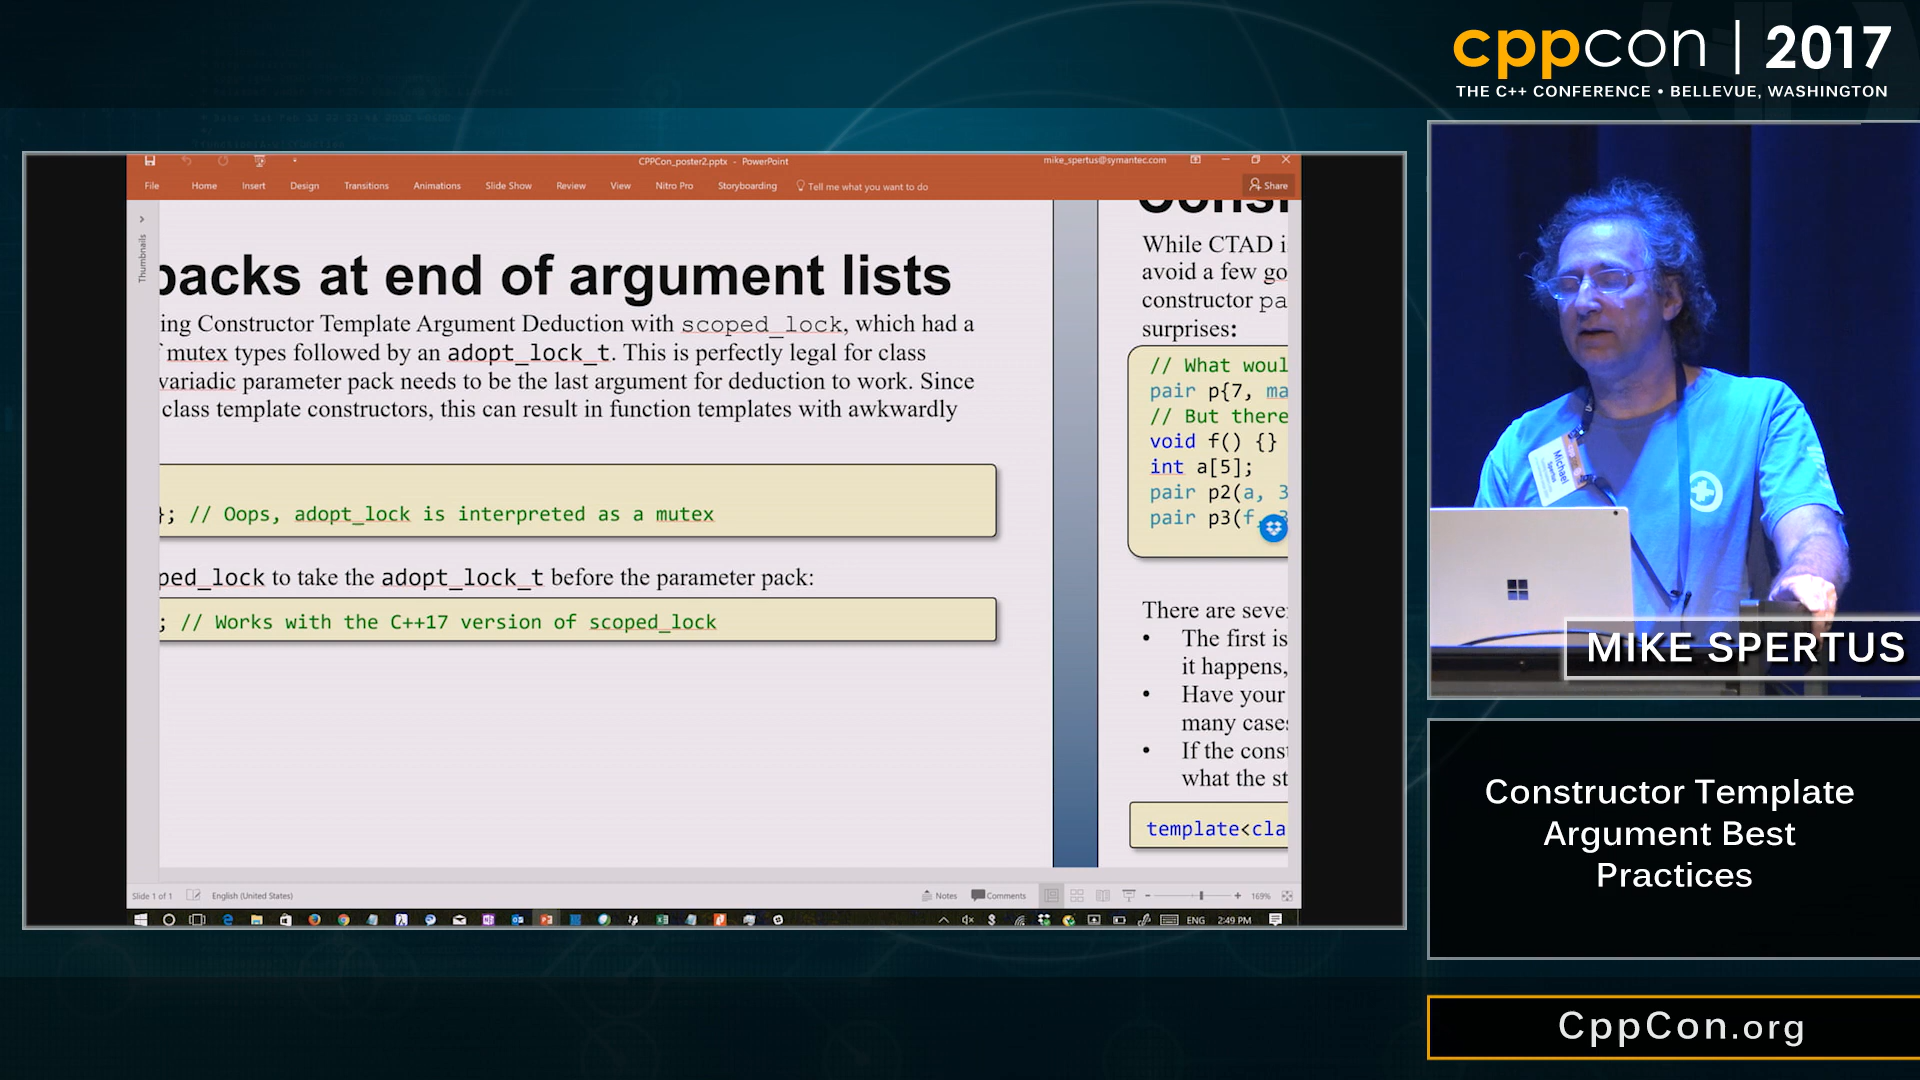 cppcon | 2017
THE C++ CONFERENCE • BELLEVUE, WASHINGTON
CPPCon_poster2.pptx - PowerPoint
mike_spertus@symantec.com
File Home Insert Design Transitions Animations Slide Show Review View Nitro Pro Storyboarding Tell me what you want to do Share
Thumbnails
packs at end of argument lists
ing Constructor Template Argument Deduction with scoped_lock, which had a
mutex types followed by an adopt_lock_t. This is perfectly legal for class
variadic parameter pack needs to be the last argument for deduction to work. Since
class template constructors, this can result in function templates with awkwardly
}; // Oops, adopt_lock is interpreted as a mutex
ped_lock to take the adopt_lock_t before the parameter pack:
; // Works with the C++17 version of scoped_lock
While CTAD i
avoid a few go
constructor pa
surprises:
// What woul
pair p{7, ma
// But there
void f() {}
int a[5];
pair p2(a, 3
pair p3(f,
There are seve
• The first is
it happens,
• Have your
many cases
• If the cons
what the st
template<cla
Slide 1 of 1 English (United States) Notes Comments 169%
ENG 2:49 PM
Michael
Spertus
MIKE SPERTUS
Constructor Template
Argument Best
Practices
CppCon.org